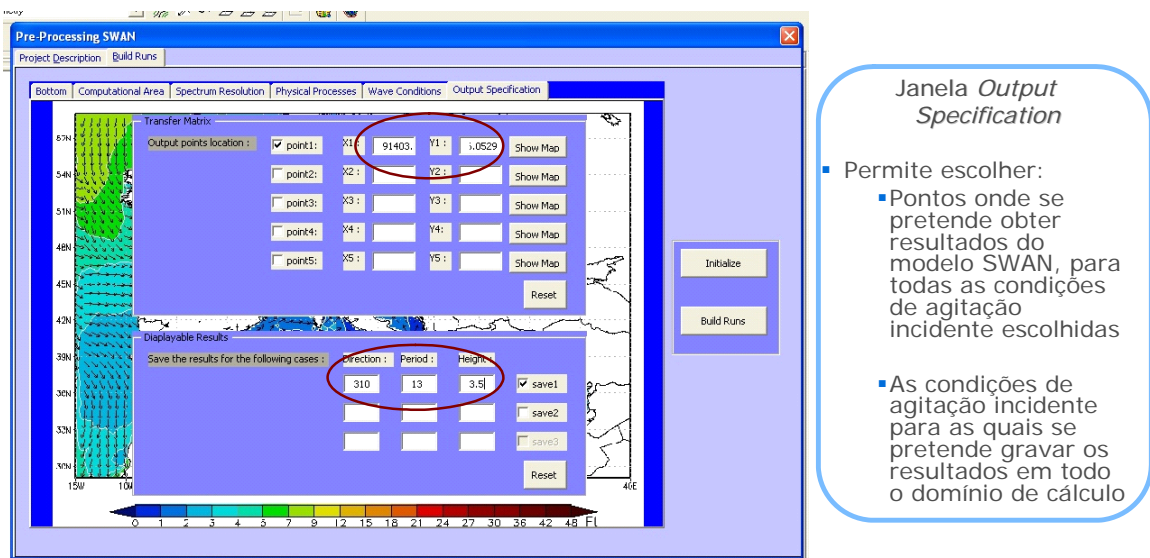 Pre-Processing SWAN
Project Description Build Runs
Bottom Computational Area Spectrum Resolution Physical Processes Wave Conditions Output Specification
Transfer Matrix
Output points location : point1: X1 : 91403. Y1 : 5.0529 Show Map
point2: X2 : Y2 : Show Map
point3: X3 : Y3 : Show Map
point4: X4 : Y4: Show Map
point5: X5 : Y5 : Show Map
Reset
Diaplayable Results
Save the results for the following cases : Direction : Period : Height :
310 13 3.5 save1
save2
save3
Reset
57N
54N
51N
48N
45N
42N
39N
36N
33N
30N
15W 10W 40E
0 1 2 3 4 5 7 9 12 15 18 21 24 27 30 36 42 48 Ft
Initialize
Build Runs
Janela Output
Specification
▪ Permite escolher:
▪Pontos onde se
pretende obter
resultados do
modelo SWAN, para
todas as condições
de agitação
incidente escolhidas
▪As condições de
agitação incidente
para as quais se
pretende gravar os
resultados em todo
o domínio de cálculo